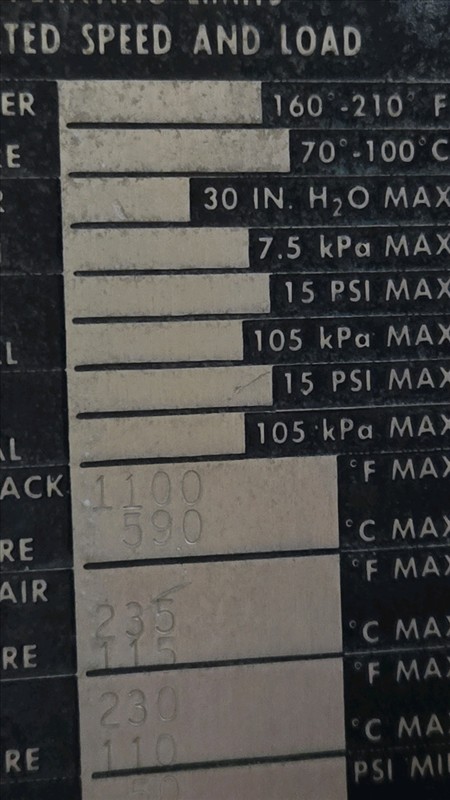 TED SPEED AND LOAD
ER 160°-210° F
E 70°-100°C
R 30 IN. H₂O MAX
7.5 kPa MAX
15 PSI MAX
L 105 kPa MAX
15 PSI MAX
AL 105 kPa MAX
ACK 1100 °F MAX
RE 590 °C MAX
AIR 235 °F MAX
RE 115 °C MAX
230 °F MAX
RE 110 °C MAX
PSI MI